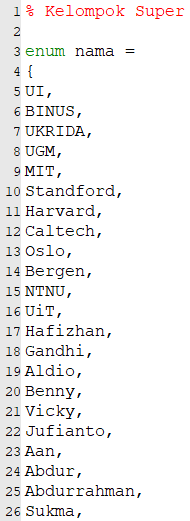 1 % Kelompok Super
2
3 enum nama =
4 {
5 UI,
6 BINUS,
7 UKRIDA,
8 UGM,
9 MIT,
10 Standford,
11 Harvard,
12 Caltech,
13 Oslo,
14 Bergen,
15 NTNU,
16 UiT,
17 Hafizhan,
18 Gandhi,
19 Aldio,
20 Benny,
21 Vicky,
22 Jufianto,
23 Aan,
24 Abdur,
25 Abdurrahman,
26 Sukma,